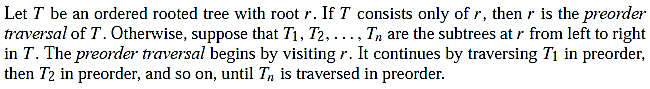 Let T be an ordered rooted tree with root r. If T consists only of r, then r is the preorder
traversal of T. Otherwise, suppose that T1, T2, . . . , Tn are the subtrees at r from left to right
in T. The preorder traversal begins by visiting r. It continues by traversing T1 in preorder,
then T2 in preorder, and so on, until Tn is traversed in preorder.